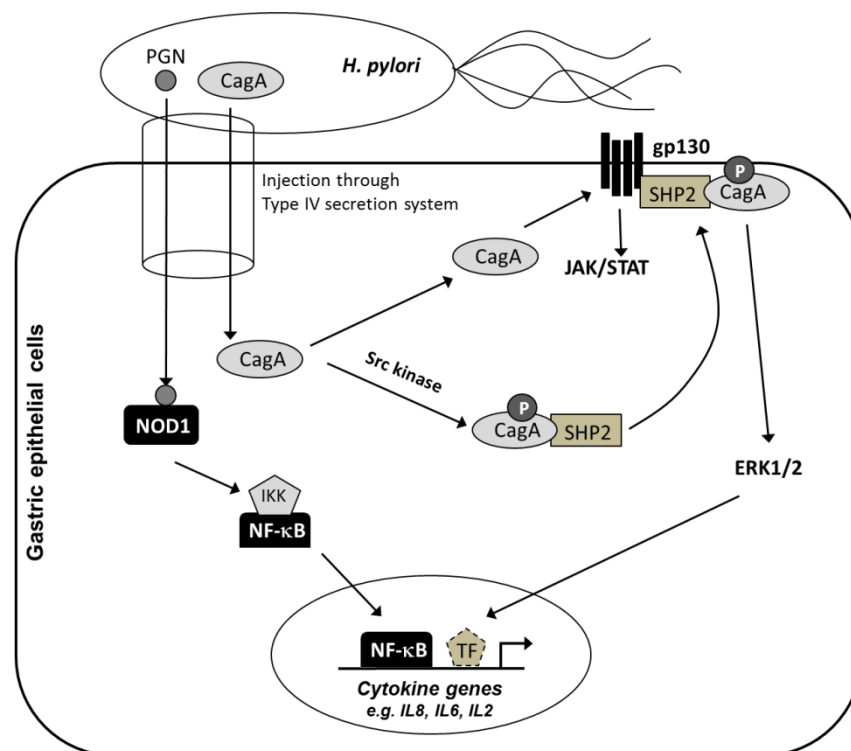 PGN
CagA
H. pylori
gp130
P
SHP2
CagA
Injection through
Type IV secretion system
CagA
JAK/STAT
CagA
Src kinase
P
CagA
SHP2
NOD1
ERK1/2
IKK
NF-κB
Gastric epithelial cells
NF-κB
TF
Cytokine genes
e.g. IL8, IL6, IL2